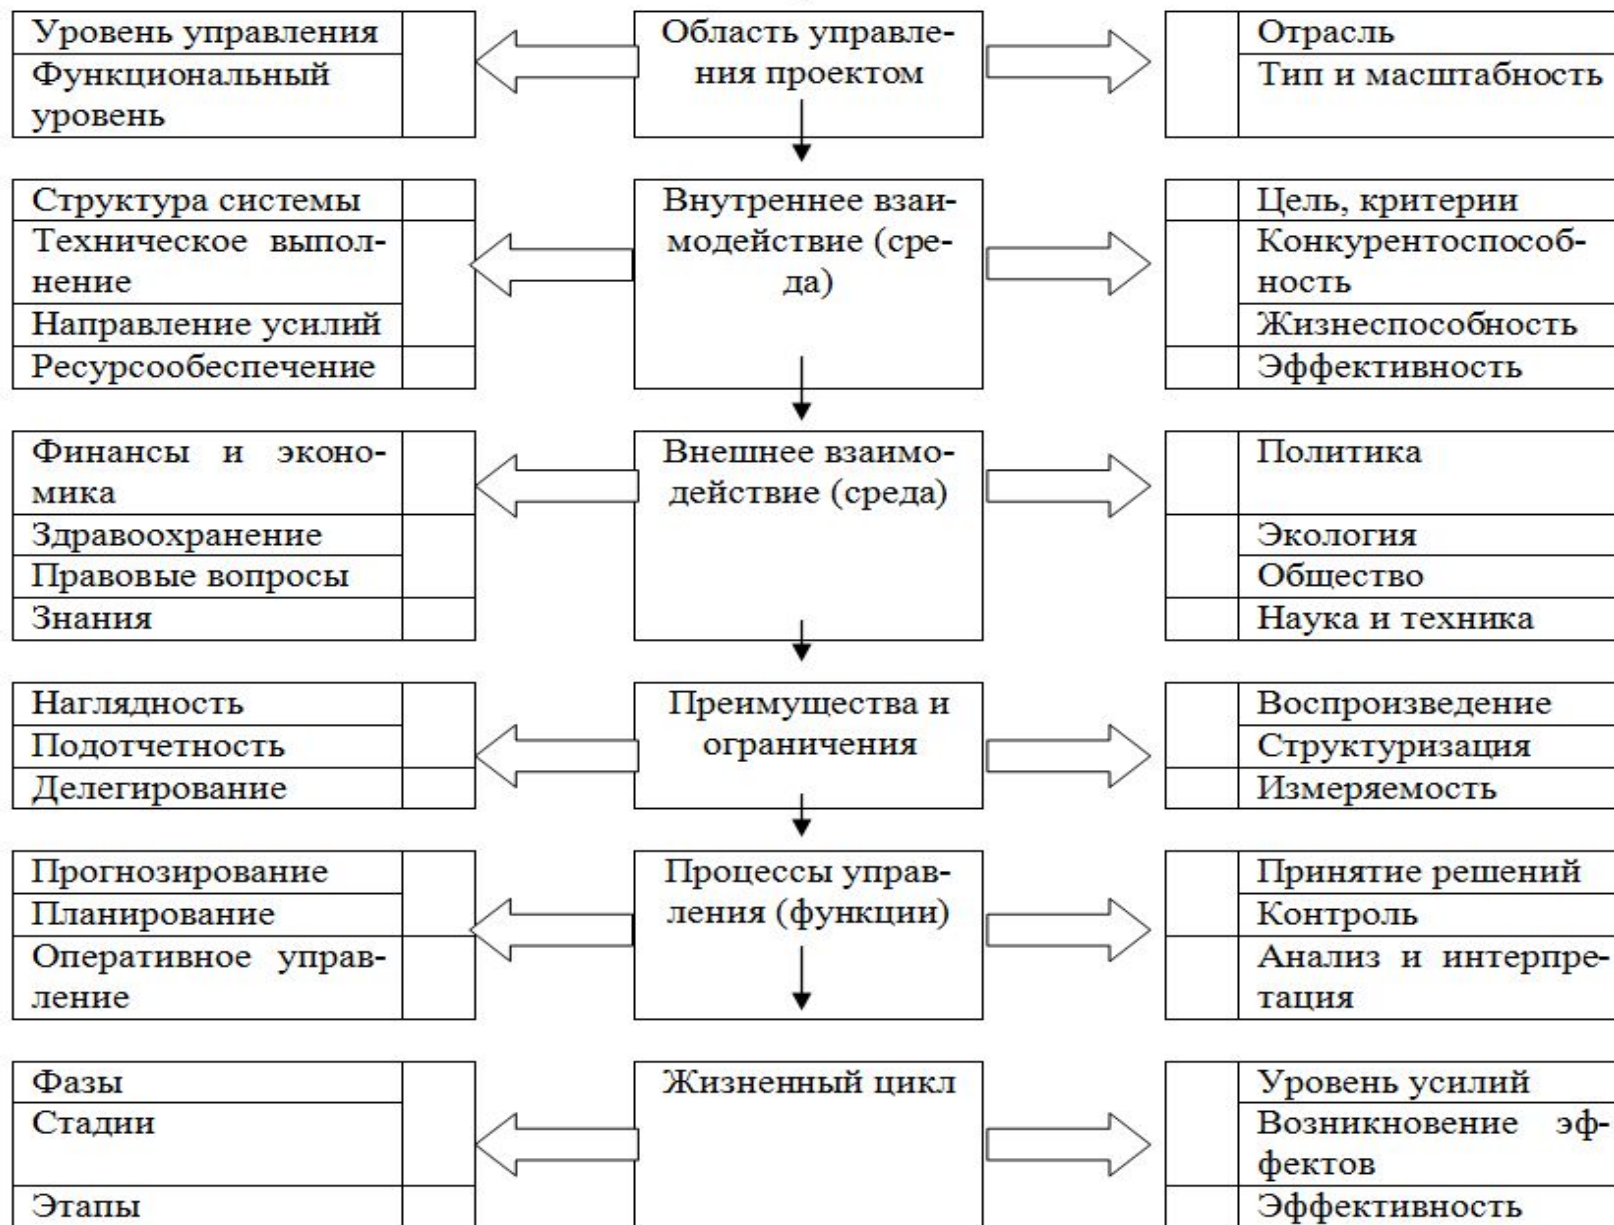 Уровень управления
Функциональный
уровень
Область управле-
ния проектом
Отрасль
Тип и масштабность
Структура системы
Техническое выпол-
нение
Направление усилий
Ресурсообеспечение
Внутреннее взаи-
модействие (сре-
да)
Цель, критерии
Конкурентоспособ-
ность
Жизнеспособность
Эффективность
Финансы и эконо-
мика
Здравоохранение
Правовые вопросы
Знания
Внешнее взаимо-
действие (среда)
Политика
Экология
Общество
Наука и техника
Наглядность
Подотчетность
Делегирование
Преимущества и
ограничения
Воспроизведение
Структуризация
Измеряемость
Прогнозирование
Планирование
Оперативное управ-
ление
Процессы управ-
ления (функции)
Принятие решений
Контроль
Анализ и интерпре-
тация
Фазы
Стадии
Этапы
Жизненный цикл
Уровень усилий
Возникновение эф-
фектов
Эффективность